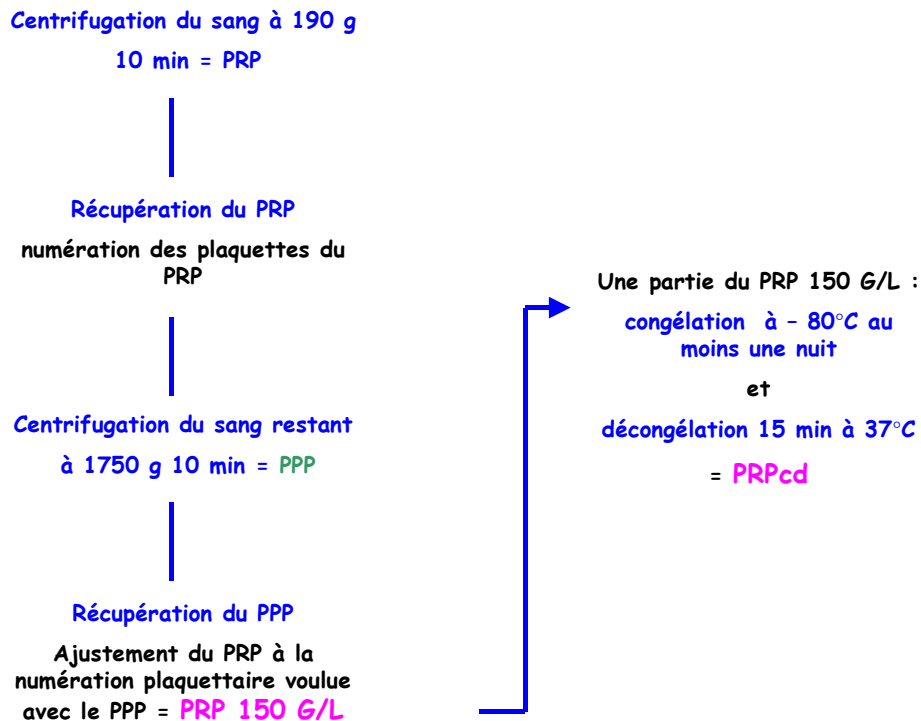 Centrifugation du sang à 190 g
10 min = PRP
Récupération du PRP
numération des plaquettes du
PRP
Centrifugation du sang restant
à 1750 g 10 min = PPP
Récupération du PPP
Ajustement du PRP à la
numération plaquettaire voulue
avec le PPP = PRP 150 G/L
Une partie du PRP 150 G/L :
congélation à – 80°C au
moins une nuit
et
décongélation 15 min à 37°C
= PRPcd